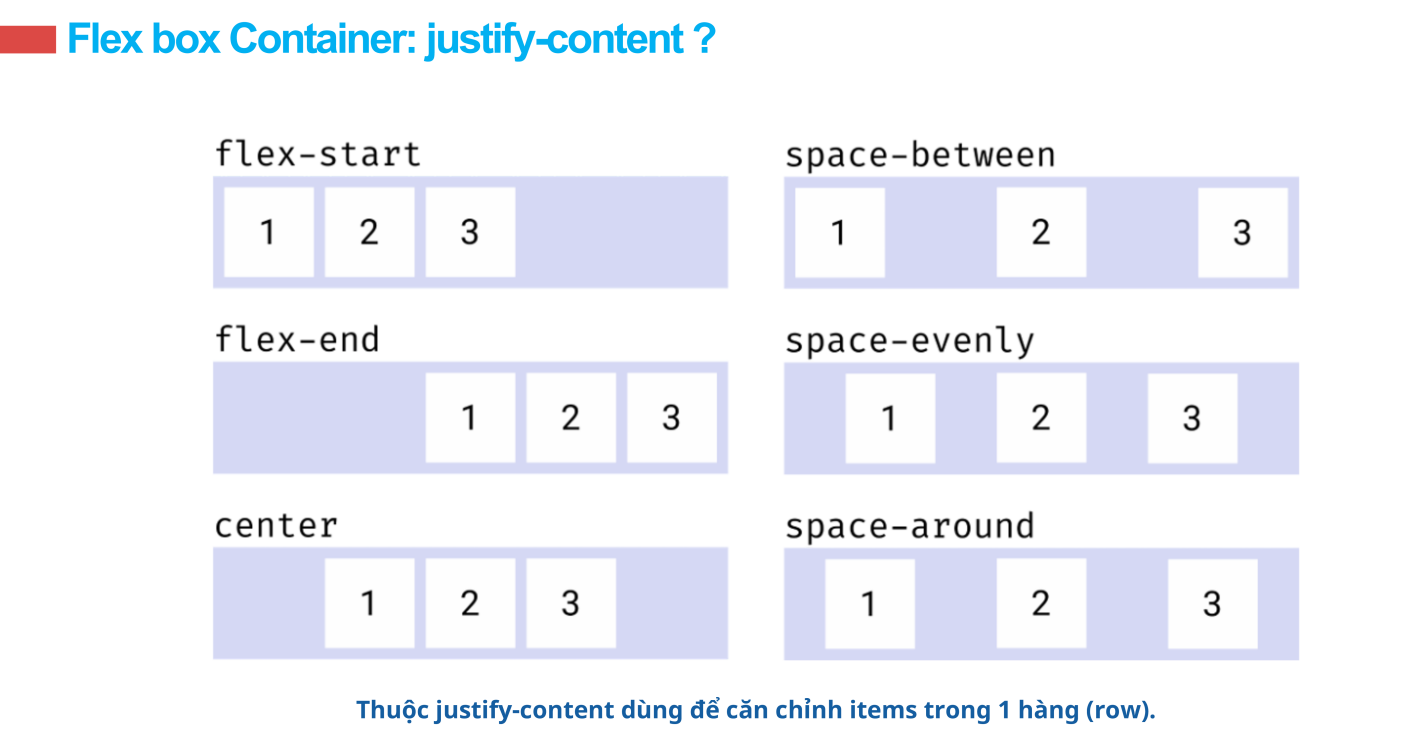 Flex box Container: justify-content ?
flex-start
1 2 3
space-between
1 2 3
flex-end
1 2 3
space-evenly
1 2 3
center
1 2 3
space-around
1 2 3
Thuộc justify-content dùng để căn chỉnh items trong 1 hàng (row).